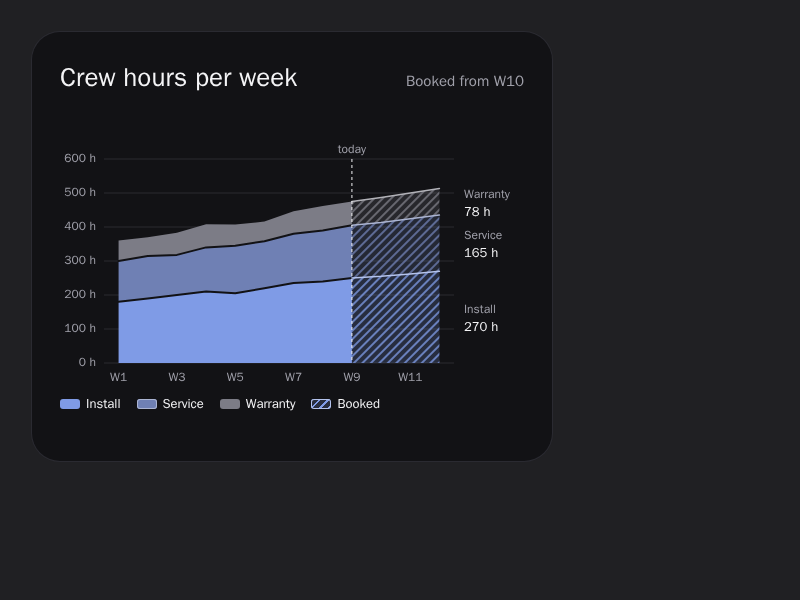 Crew hours per week
Booked from W10
today
600 h
500 h
400 h
300 h
200 h
100 h
0 h
W1 W3 W5 W7 W9 W11
Warranty
78 h
Service
165 h
Install
270 h
Install Service Warranty Booked